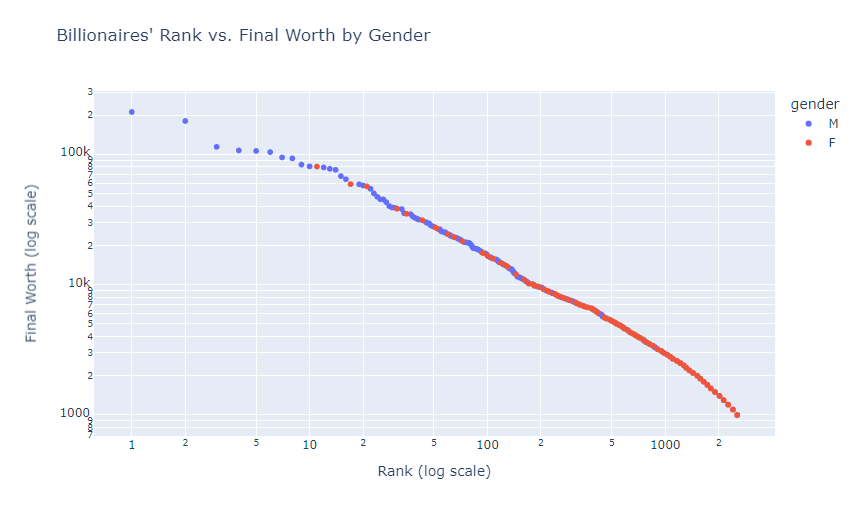 Billionaires' Rank vs. Final Worth by Gender
gender
M
F
Final Worth (log scale)
3
2
100k
9
8
7
6
5
4
3
2
10k
9
8
7
6
5
4
3
2
1000
9
8
7
1 2 5 10 2 5 100 2 5 1000 2
Rank (log scale)